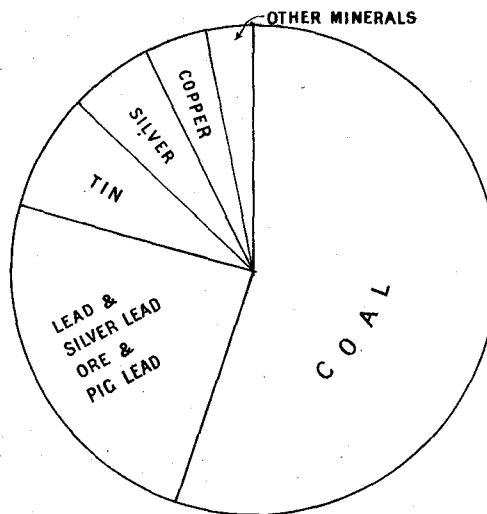 OTHER MINERALS
COPPER
SILVER
TIN
LEAD &
SILVER LEAD
ORE &
PIG LEAD
COAL